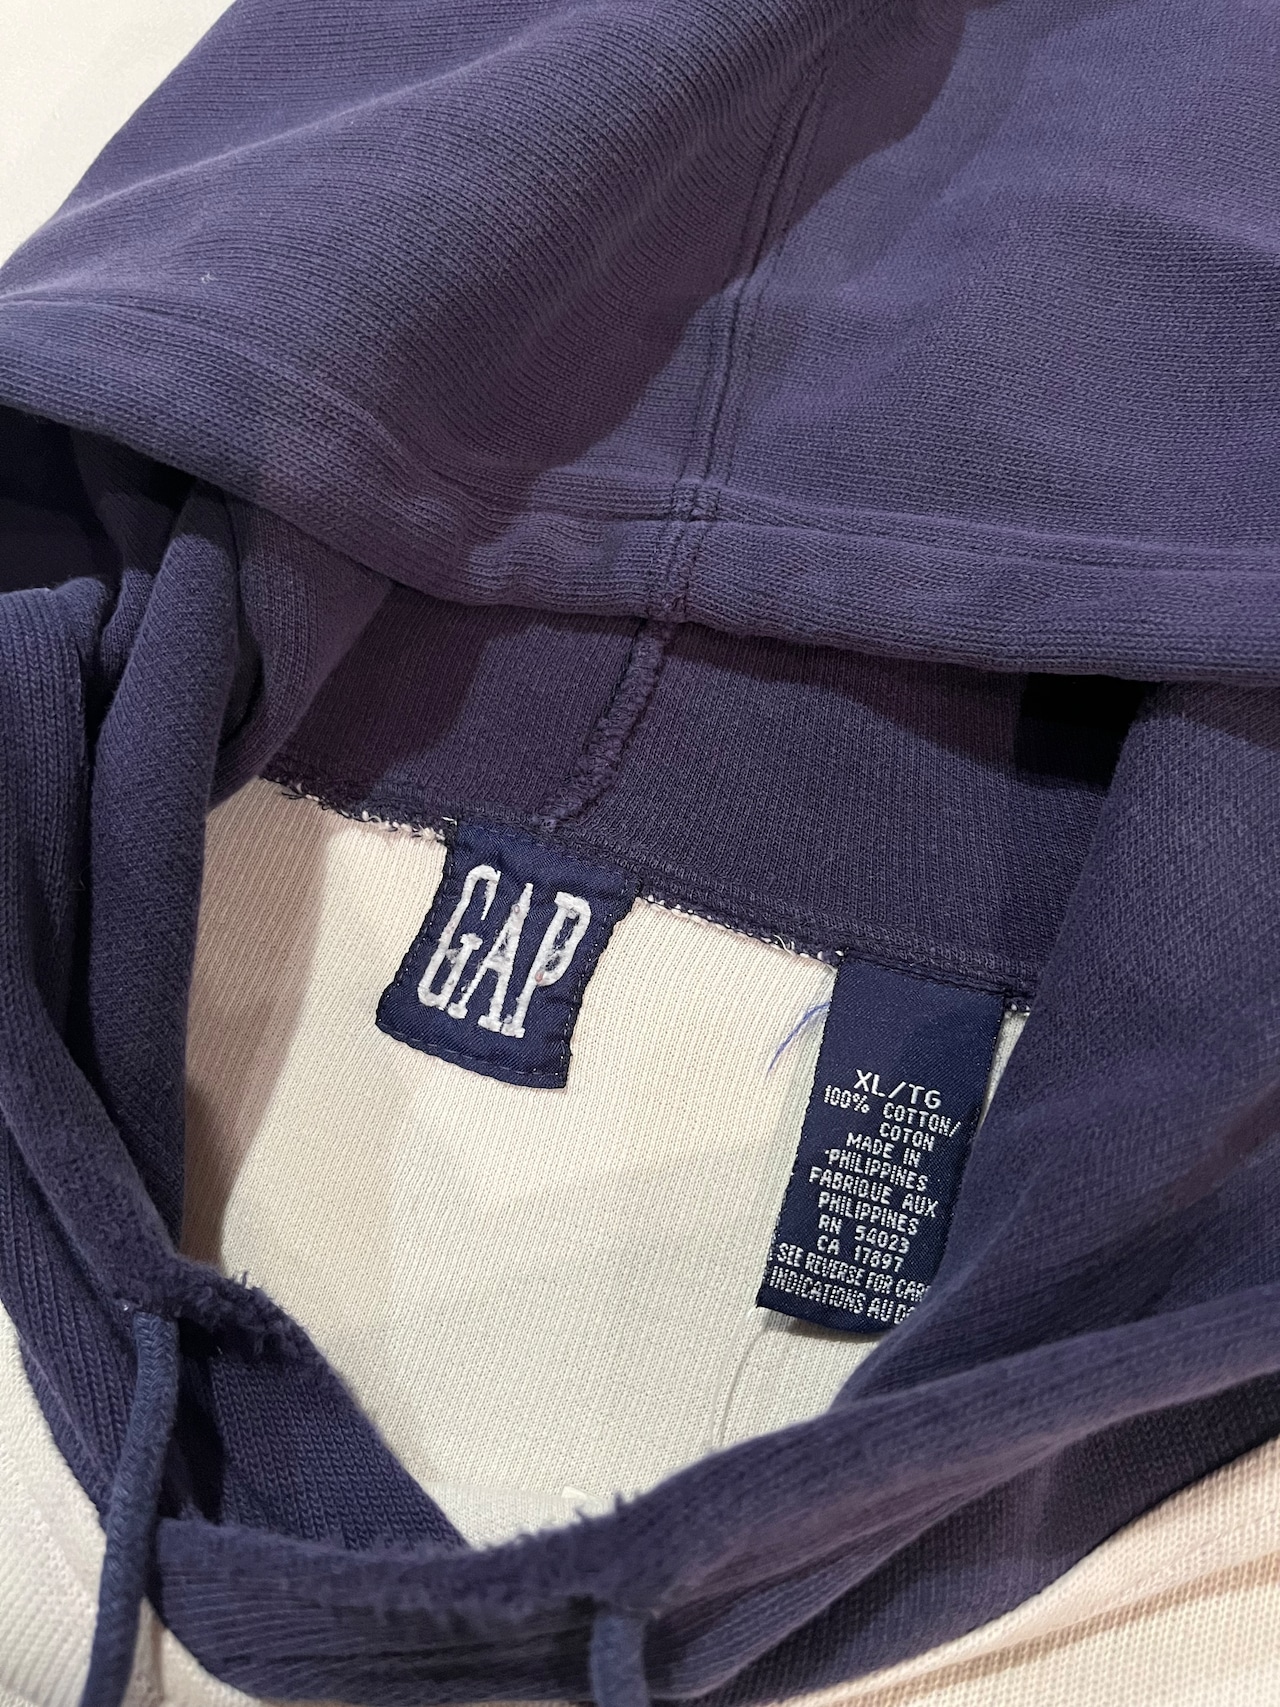 GAP
XL/TG
100% COTTON/
COTON
MADE IN
PHILIPPINES
FABRIQUE AUX
PHILIPPINES
RN 54023
CA 17897
SEE REVERSE FOR
INDICATIONS AU